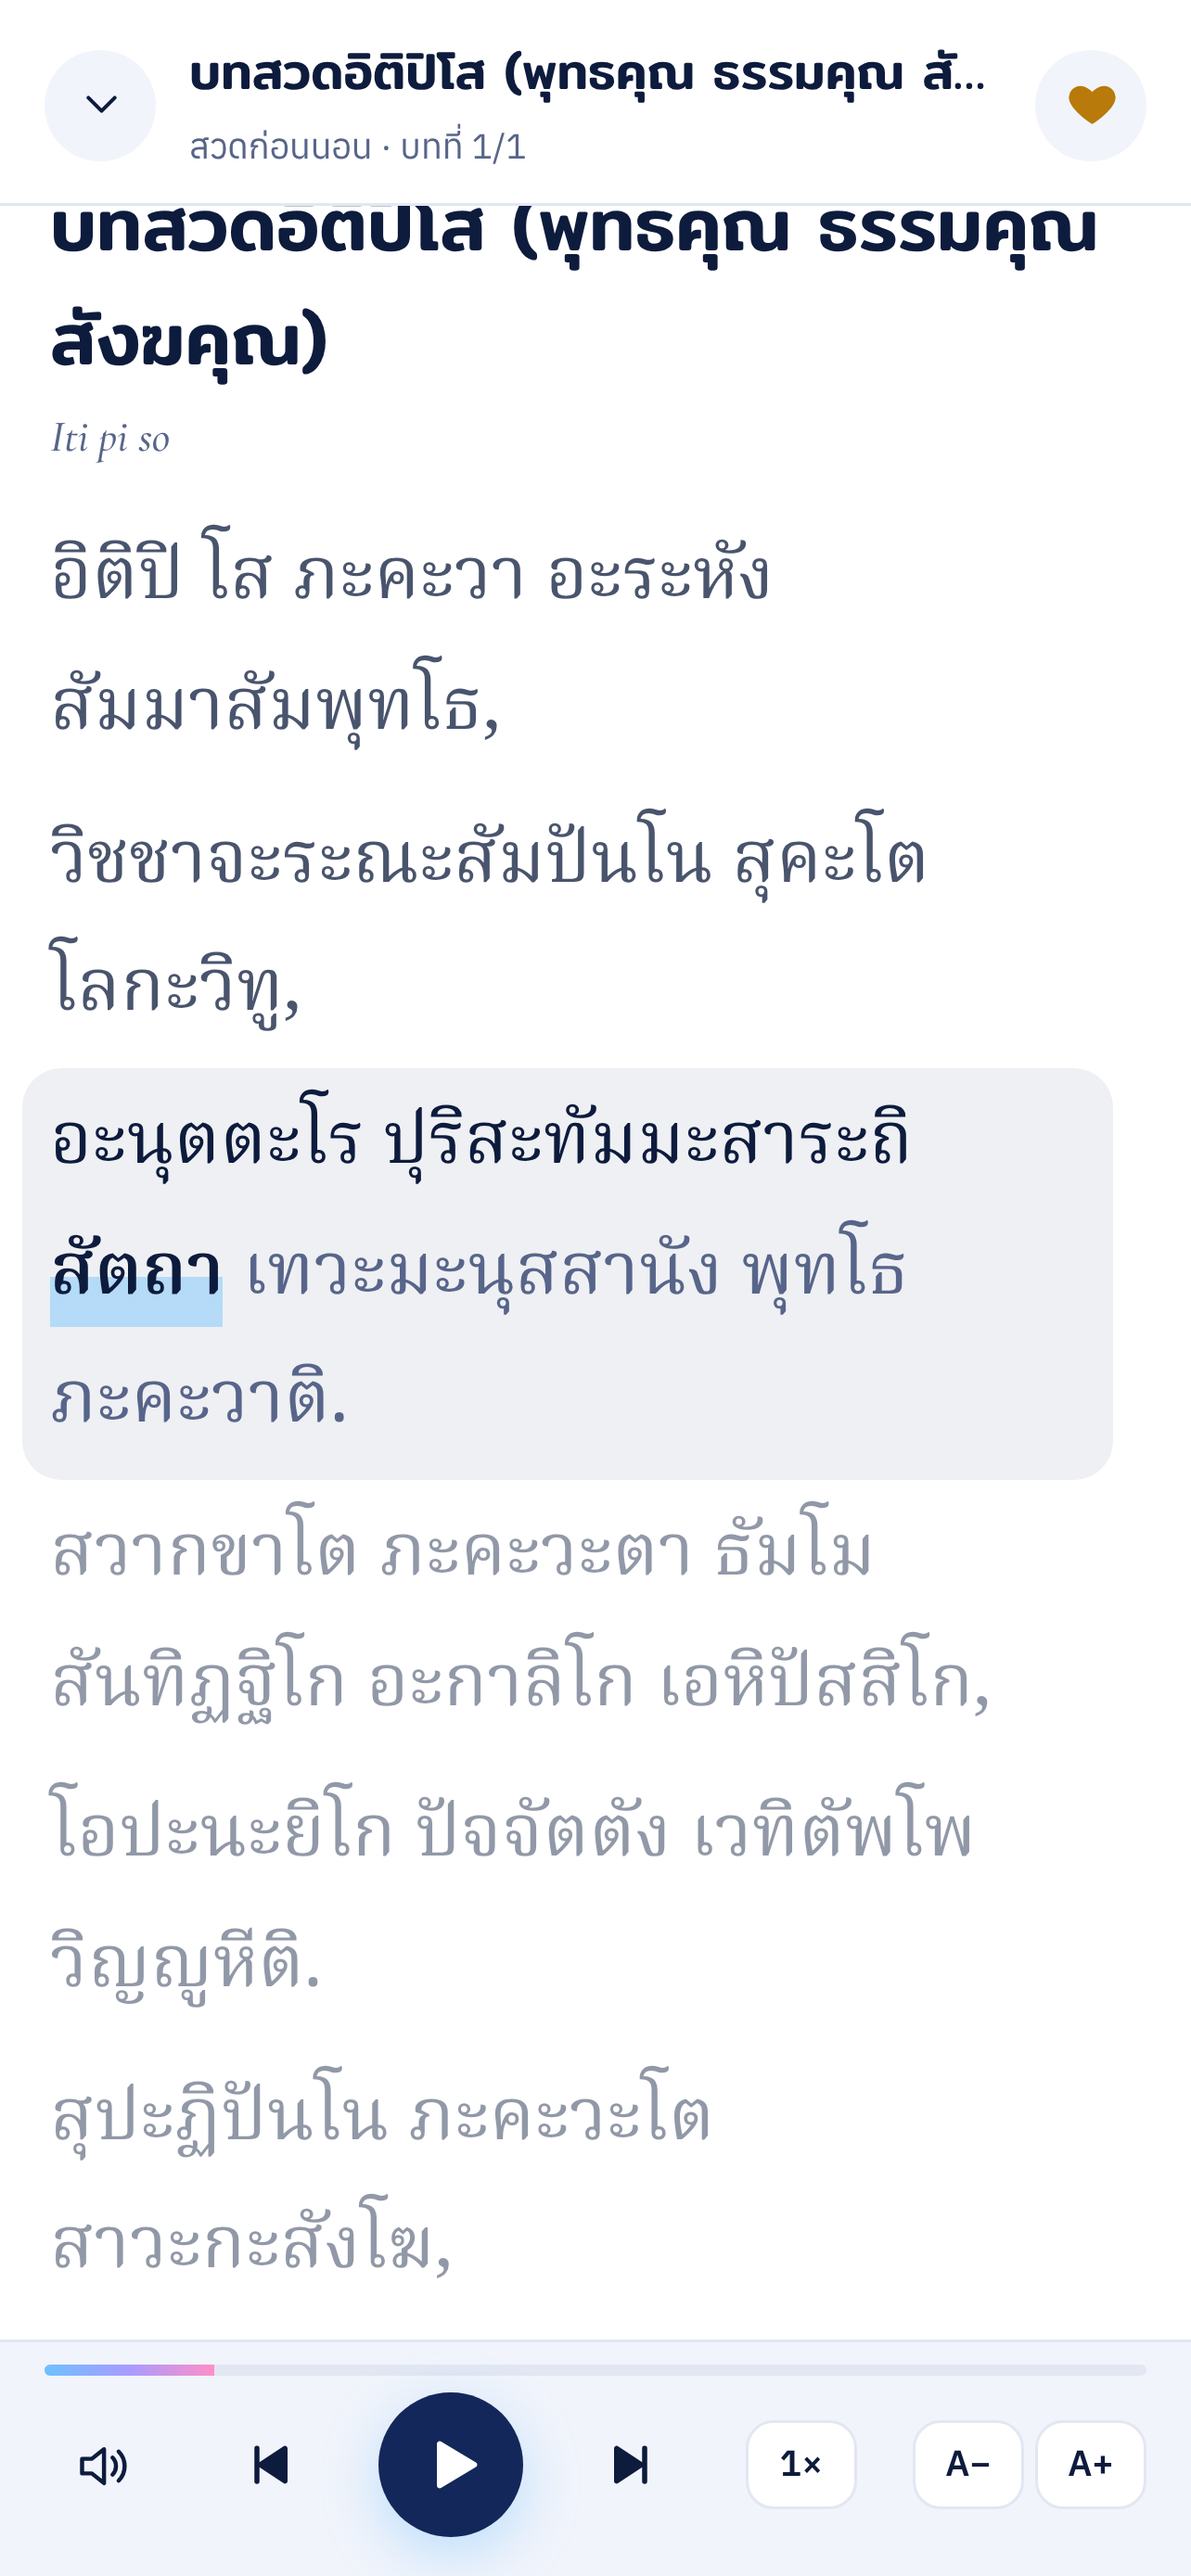 บทสวดอิติปิโส (พุทธคุณ ธรรมคุณ สั...
สวดก่อนนอน · บทที่ 1/1
บทสวดอิติปิโส (พุทธคุณ ธรรมคุณ
สังฆคุณ)
Iti pi so
อิติปิ โส ภะคะวา อะระหัง
สัมมาสัมพุทโธ,
วิชชาจะระณะสัมปันโน สุคะโต
โลกะวิทู,
อะนุตตะโร ปุริสะทัมมะสาระถิ
สัตถา เทวะมะนุสสานัง พุทโธ
ภะคะวาติ.
สวากขาโต ภะคะวะตา ธัมโม
สันทิฏฐิโก อะกาลิโก เอหิปัสสิโก,
โอปะนะยิโก ปัจจัตตัง เวทิตัพโพ
วิญญูหีติ.
สุปะฏิปันโน ภะคะวะโต
สาวะกะสังโฆ,
1× A− A+